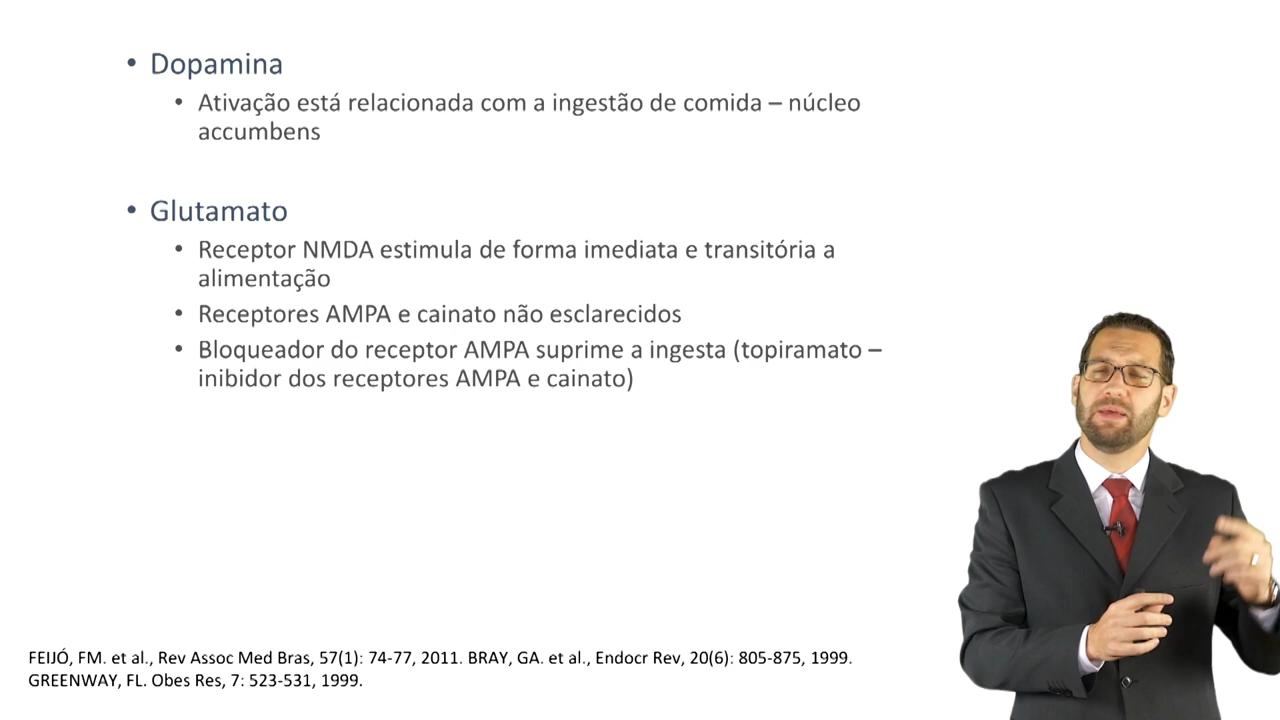 • Dopamina
• Ativação está relacionada com a ingestão de comida – núcleo
accumbens
• Glutamato
• Receptor NMDA estimula de forma imediata e transitória a
alimentação
• Receptores AMPA e cainato não esclarecidos
• Bloqueador do receptor AMPA suprime a ingesta (topiramato –
inibidor dos receptores AMPA e cainato)
FEIJÓ, FM. et al., Rev Assoc Med Bras, 57(1): 74-77, 2011. BRAY, GA. et al., Endocr Rev, 20(6): 805-875, 1999.
GREENWAY, FL. Obes Res, 7: 523-531, 1999.